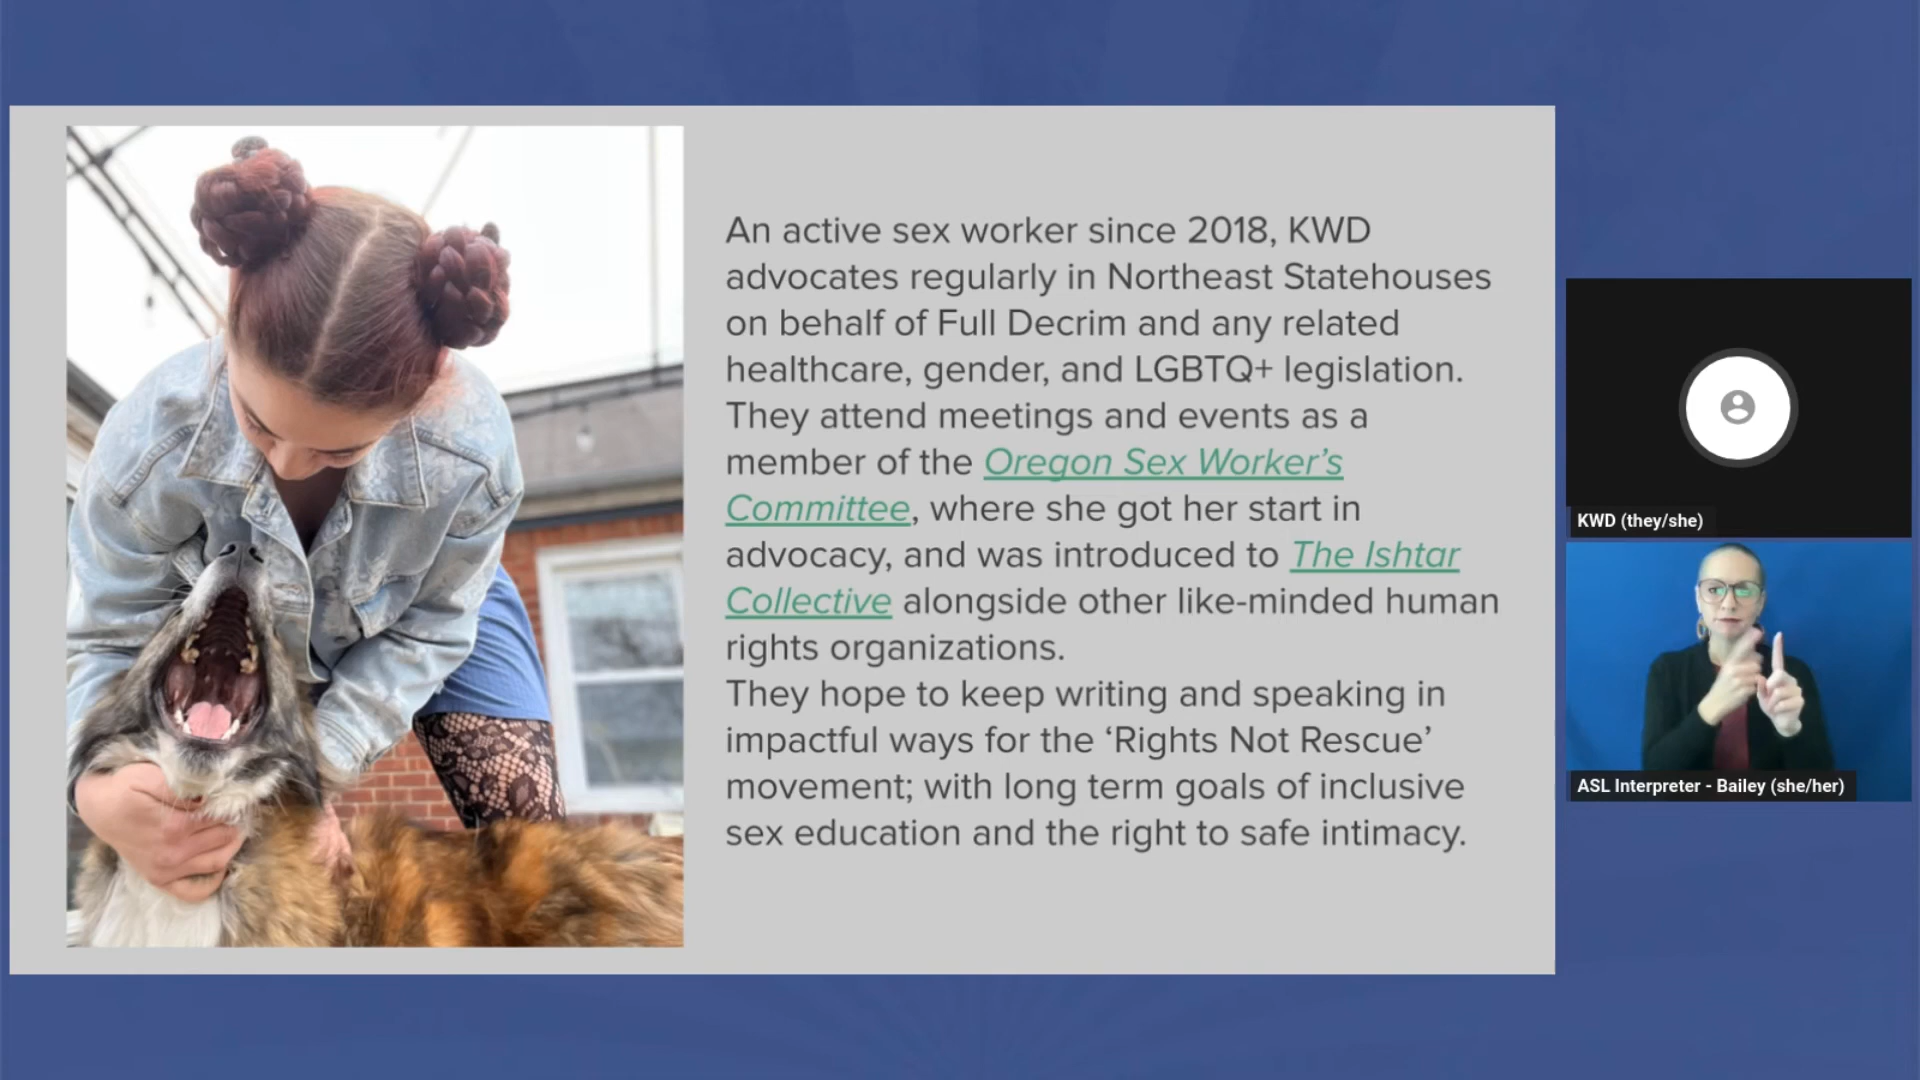 An active sex worker since 2018, KWD
advocates regularly in Northeast Statehouses
on behalf of Full Decrim and any related
healthcare, gender, and LGBTQ+ legislation.
They attend meetings and events as a
member of the Oregon Sex Worker’s
Committee, where she got her start in
advocacy, and was introduced to The Ishtar
Collective alongside other like-minded human
rights organizations.
They hope to keep writing and speaking in
impactful ways for the ‘Rights Not Rescue’
movement; with long term goals of inclusive
sex education and the right to safe intimacy.
KWD (they/she)
ASL Interpreter - Bailey (she/her)